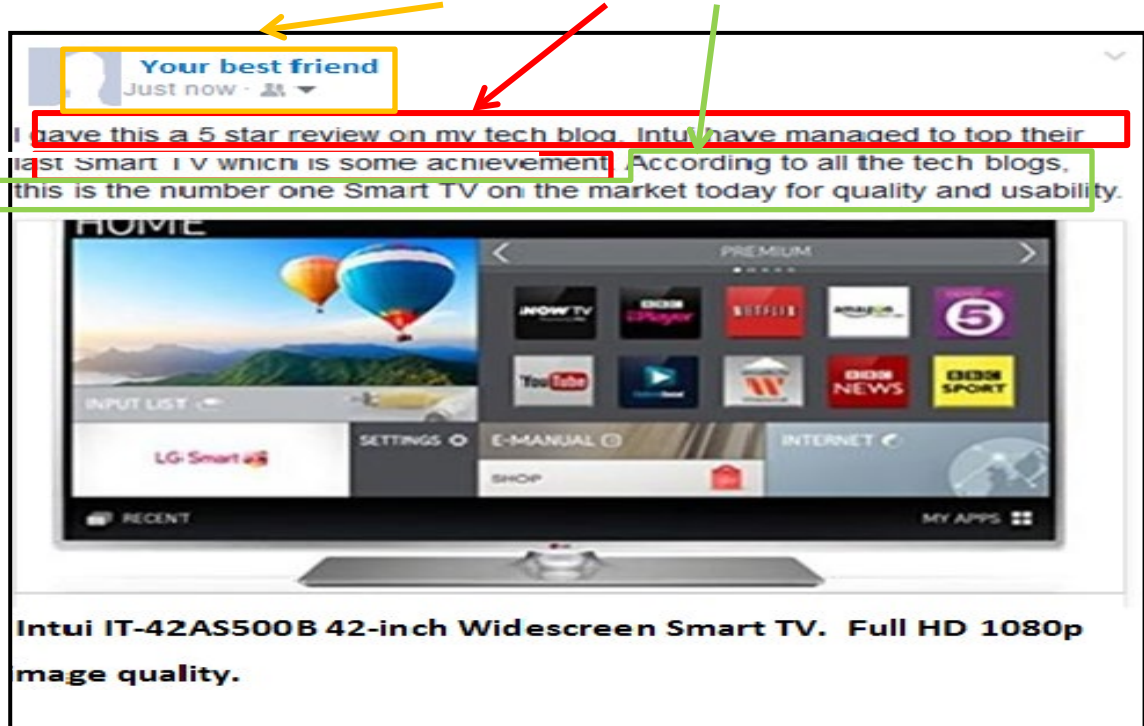 Your best friend
Just now ·
I gave this a 5 star review on my tech blog. Intui have managed to top their
last Smart TV which is some achievement. According to all the tech blogs,
this is the number one Smart TV on the market today for quality and usability.
HOME
PREMIUM
NOW TV
BBC iPlayer
NETFLIX
amazon
5
YouTube
BBC NEWS
BBC SPORT
INPUT LIST
SETTINGS
E-MANUAL
INTERNET
LG Smart
SHOP
RECENT
MY APPS
LG
Intui IT-42AS500B 42-inch Widescreen Smart TV. Full HD 1080p
image quality.